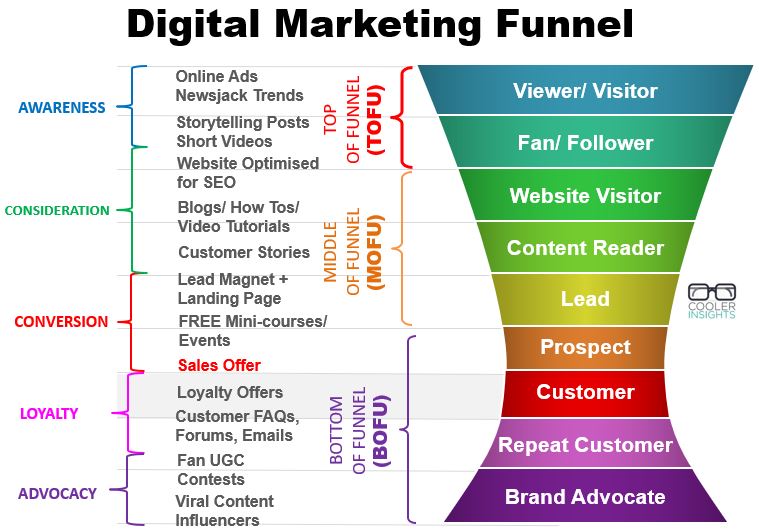 Digital Marketing Funnel
AWARENESS
CONSIDERATION
CONVERSION
LOYALTY
ADVOCACY
Online Ads
Newsjack Trends
Storytelling Posts
Short Videos
Website Optimised
for SEO
Blogs/ How Tos/
Video Tutorials
Customer Stories
Lead Magnet +
Landing Page
FREE Mini-courses/
Events
Sales Offer
Loyalty Offers
Customer FAQs,
Forums, Emails
Fan UGC
Contests
Viral Content
Influencers
TOP
OF FUNNEL
(TOFU)
MIDDLE
OF FUNNEL
(MOFU)
BOTTOM
OF FUNNEL
(BOFU)
Viewer/ Visitor
Fan/ Follower
Website Visitor
Content Reader
Lead
Prospect
Customer
Repeat Customer
Brand Advocate
COOLER
INSIGHTS